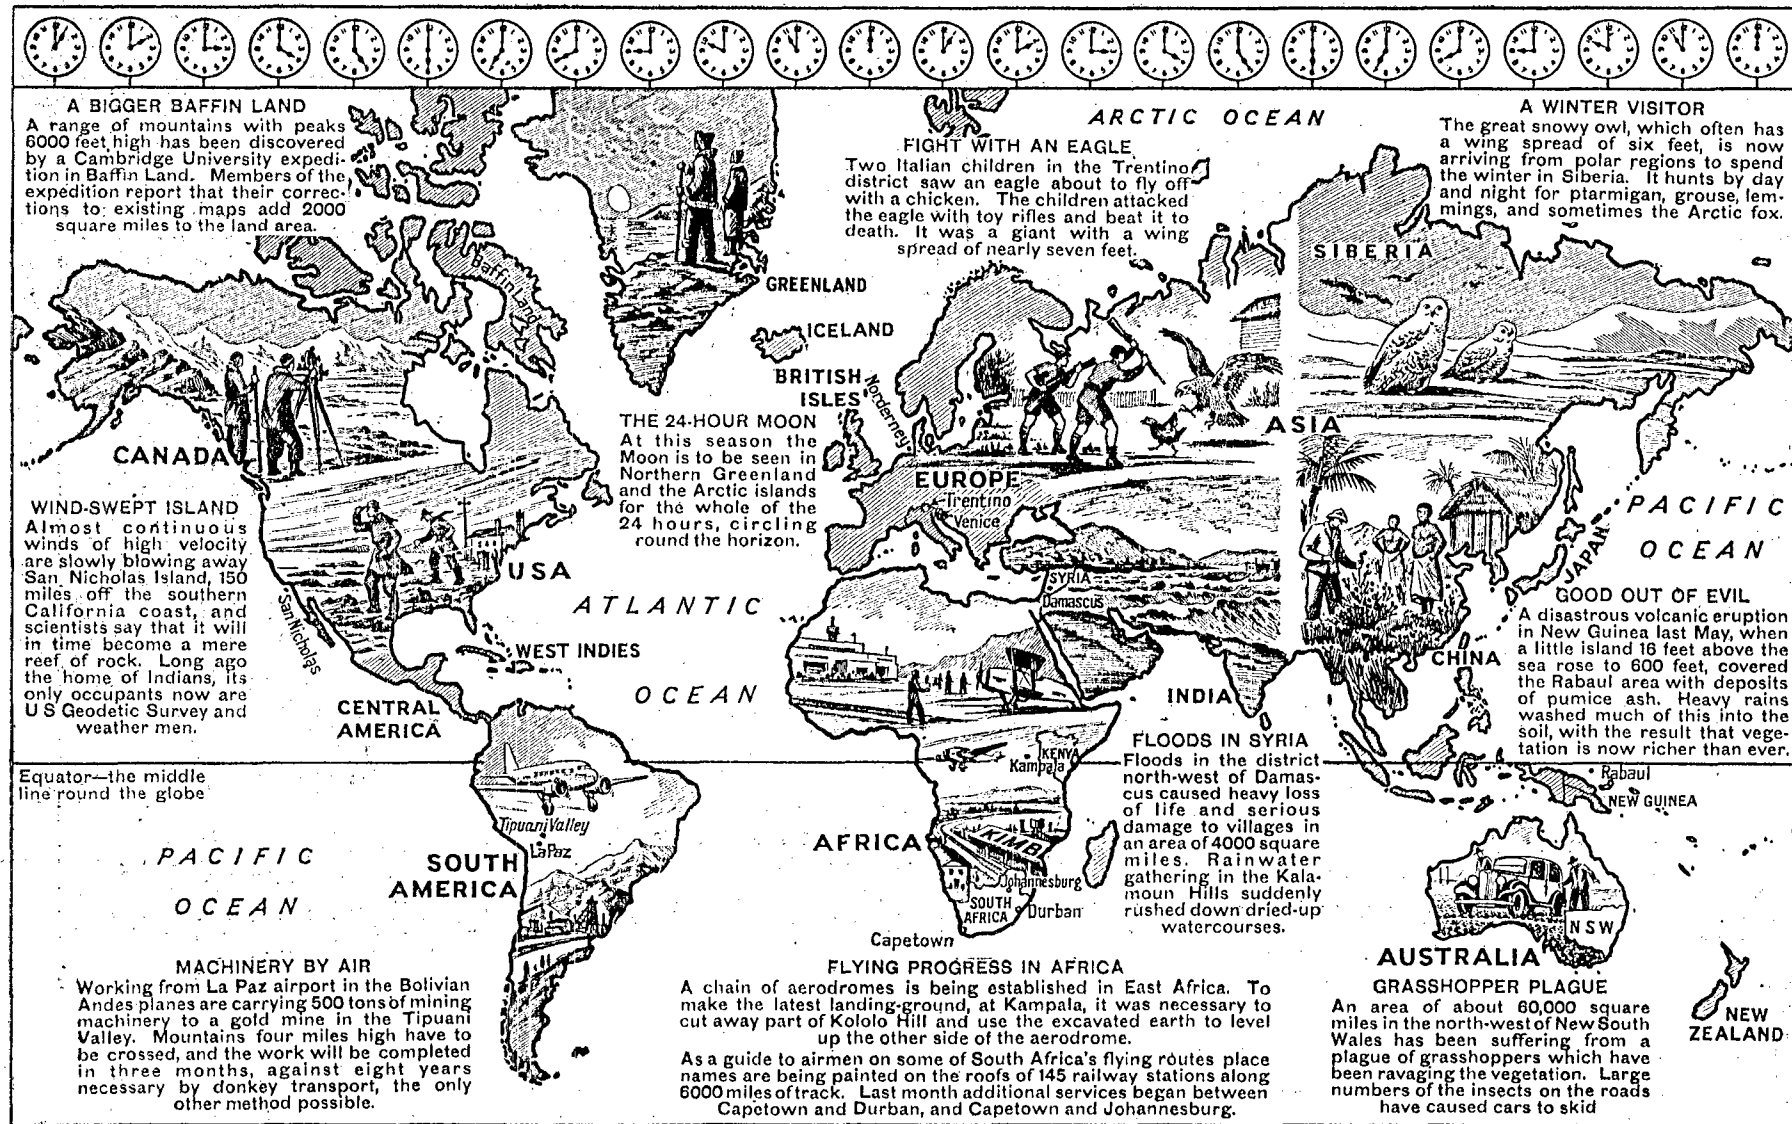 A BIGGER BAFFIN LAND
A range of mountains with peaks
6000 feet high has been discovered
by a Cambridge University expedi-
tion in Baffin Land. Members of the
expedition report that their correc-
tions to existing maps add 2000
square miles to the land area.
ARCTIC OCEAN
FIGHT WITH AN EAGLE
Two Italian children in the Trentino
district saw an eagle about to fly off
with a chicken. The children attacked
the eagle with toy rifles and beat it to
death. It was a giant with a wing
spread of nearly seven feet.
A WINTER VISITOR
The great snowy owl, which often has
a wing spread of six feet, is now
arriving from polar regions to spend
the winter in Siberia. It hunts by day
and night for ptarmigan, grouse, lem-
mings, and sometimes the Arctic fox.
SIBERIA
Baffin Land
GREENLAND
ICELAND
BRITISH
ISLES
Norderney
CANADA
THE 24-HOUR MOON
At this season the
Moon is to be seen in
Northern Greenland
and the Arctic islands
for the whole of the
24 hours, circling
round the horizon.
ASIA
EUROPE
Trentino
Venice
WIND-SWEPT ISLAND
Almost continuous
winds of high velocity
are slowly blowing away
San Nicholas Island, 150
miles off the southern
California coast, and
scientists say that it will
in time become a mere
reef of rock. Long ago
the home of Indians, its
only occupants now are
US Geodetic Survey and
weather men.
USA
San Nicholas
ATLANTIC
OCEAN
SYRIA
Damascus
PACIFIC
OCEAN
JAPAN
GOOD OUT OF EVIL
A disastrous volcanic eruption
in New Guinea last May, when
a little island 16 feet above the
sea rose to 600 feet, covered
the Rabaul area with deposits
of pumice ash. Heavy rains
washed much of this into the
soil, with the result that vege-
tation is now richer than ever.
WEST INDIES
CHINA
INDIA
CENTRAL
AMERICA
Equator—the middle
line round the globe
KENYA
Kampala
FLOODS IN SYRIA
Floods in the district
north-west of Damas-
cus caused heavy loss
of life and serious
damage to villages in
an area of 4000 square
miles. Rainwater
gathering in the Kala-
moun Hills suddenly
rushed down dried-up
watercourses.
Rabaul
NEW GUINEA
Tipuani Valley
La Paz
PACIFIC
OCEAN
SOUTH
AMERICA
AFRICA
KIMB
Johannesburg
SOUTH
AFRICA
Durban
Capetown
NSW
AUSTRALIA
NEW
ZEALAND
MACHINERY BY AIR
Working from La Paz airport in the Bolivian
Andes planes are carrying 500 tons of mining
machinery to a gold mine in the Tipuani
Valley. Mountains four miles high have to
be crossed, and the work will be completed
in three months, against eight years
necessary by donkey transport, the only
other method possible.
FLYING PROGRESS IN AFRICA
A chain of aerodromes is being established in East Africa. To
make the latest landing-ground, at Kampala, it was necessary to
cut away part of Kololo Hill and use the excavated earth to level
up the other side of the aerodrome.
As a guide to airmen on some of South Africa's flying routes place
names are being painted on the roofs of 145 railway stations along
6000 miles of track. Last month additional services began between
Capetown and Durban, and Capetown and Johannesburg.
GRASSHOPPER PLAGUE
An area of about 60,000 square
miles in the north-west of New South
Wales has been suffering from a
plague of grasshoppers which have
been ravaging the vegetation. Large
numbers of the insects on the roads
have caused cars to skid